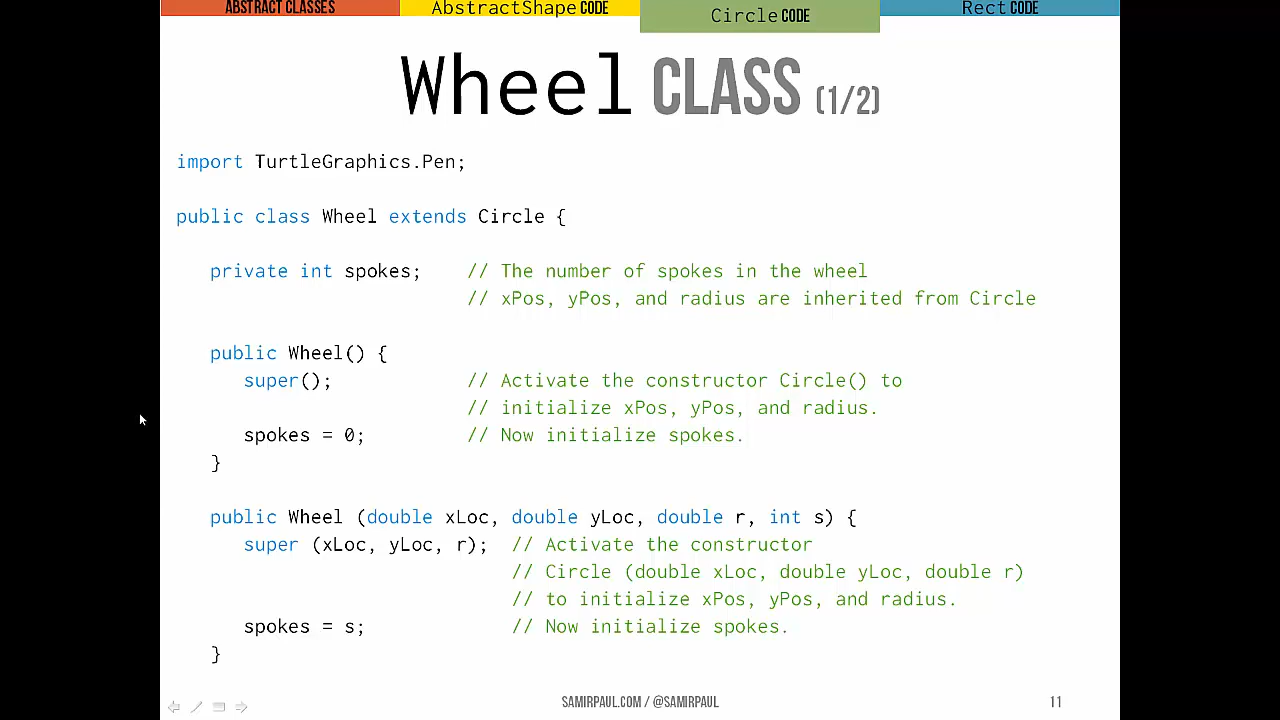 ABSTRACT CLASSES
AbstractShape CODE
Circle CODE
Rect CODE
Wheel CLASS (1/2)
import TurtleGraphics.Pen;
public class Wheel extends Circle {
private int spokes; // The number of spokes in the wheel
// xPos, yPos, and radius are inherited from Circle
public Wheel() {
super(); // Activate the constructor Circle() to
// initialize xPos, yPos, and radius.
spokes = 0; // Now initialize spokes.
}
public Wheel (double xLoc, double yLoc, double r, int s) {
super (xLoc, yLoc, r); // Activate the constructor
// Circle (double xLoc, double yLoc, double r)
// to initialize xPos, yPos, and radius.
spokes = s; // Now initialize spokes.
}
SAMIRPAUL.COM / @SAMIRPAUL
11